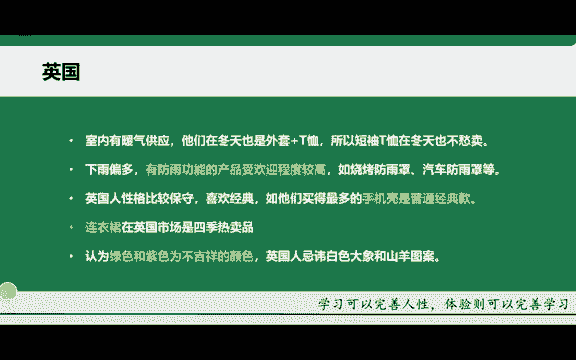 英国
室内有暖气供应，他们在冬天也是外套+T恤，所以短袖T恤在冬天也不愁卖。
下雨偏多，有防雨功能的产品受欢迎程度较高，如烧烤防雨罩、汽车防雨罩等。
英国人性格比较保守，喜欢经典，如他们买得最多的手机壳是普通经典款。
连衣裙在英国市场是四季热卖品
认为绿色和紫色为不吉祥的颜色，英国人忌讳白色大象和山羊图案。
学习可以完善人性，体验则可以完善学习